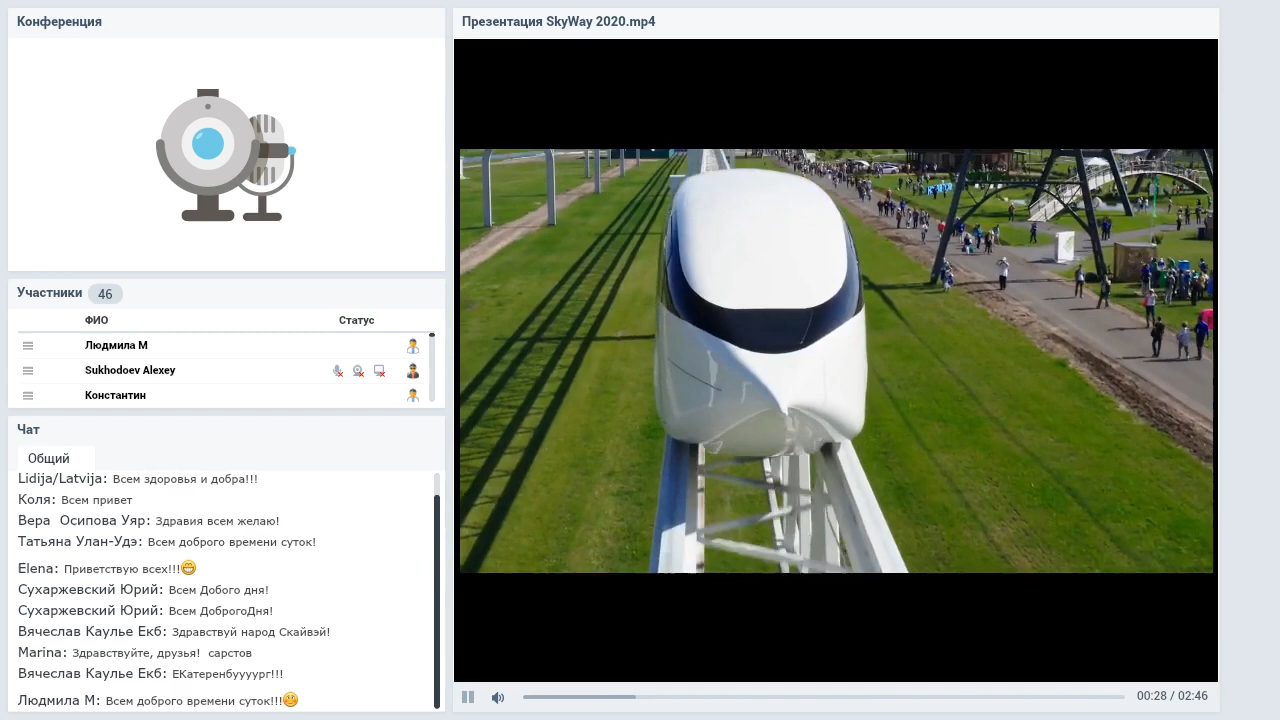 Конференция
Презентация SkyWay 2020.mp4
Участники 46
ФИО Статус
Людмила М
Sukhodoev Alexey
Константин
Чат
Общий
Lidija/Latvija: Всем здоровья и добра!!!
Коля: Всем привет
Вера  Осипова Уяр: Здравия всем желаю!
Татьяна Улан-Удэ: Всем доброго времени суток!
Elena: Приветствую всех!!!
Сухаржевский Юрий: Всем Добого дня!
Сухаржевский Юрий: Всем ДоброгоДня!
Вячеслав Каулье Екб: Здравствуй народ Скайвэй!
Marina: Здравствуйте, друзья!  сарстов
Вячеслав Каулье Екб: ЕКатеренбуууург!!!
Людмила М: Всем доброго времени суток!!!
00:28 / 02:46